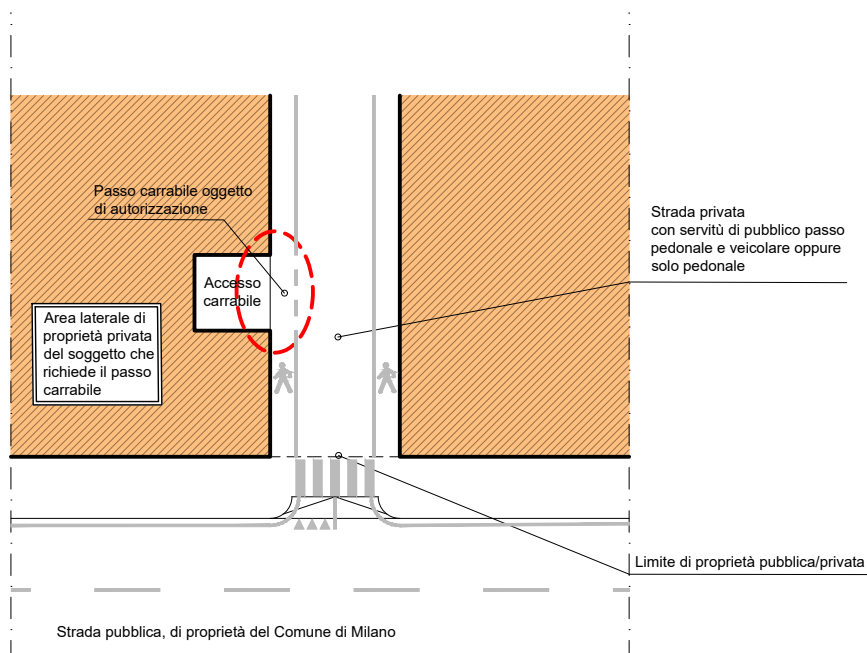 Passo carrabile oggetto
di autorizzazione
Strada privata
con servitù di pubblico passo
pedonale e veicolare oppure
solo pedonale
Accesso
carrabile
Area laterale di
proprietà privata
del soggetto che
richiede il passo
carrabile
Limite di proprietà pubblica/privata
Strada pubblica, di proprietà del Comune di Milano